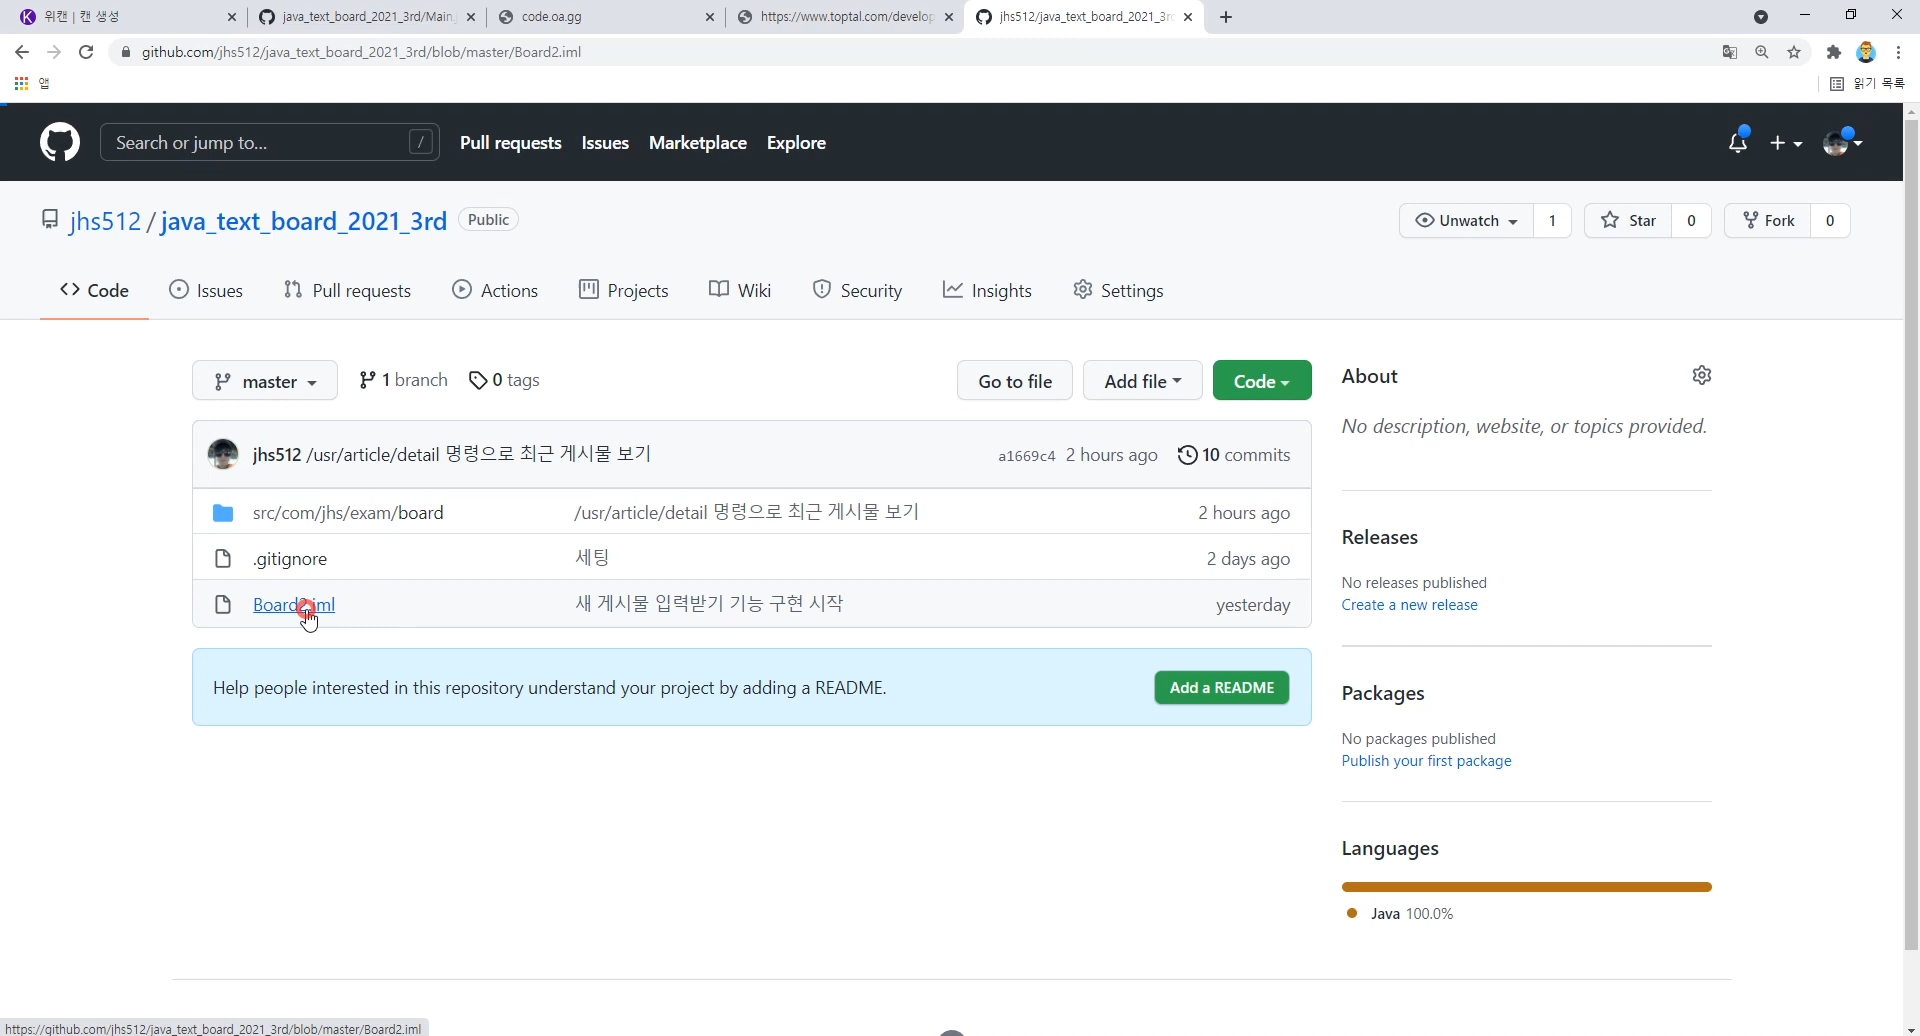 위캔 | 캔 생성
java_text_board_2021_3rd/Main.j
code.oa.gg
https://www.toptal.com/develop
jhs512/java_text_board_2021_3rd
github.com/jhs512/java_text_board_2021_3rd/blob/master/Board2.iml
앱
읽기 목록
Search or jump to...
/
Pull requests
Issues
Marketplace
Explore
jhs512 / java_text_board_2021_3rd
Public
Unwatch
1
Star
0
Fork
0
Code
Issues
Pull requests
Actions
Projects
Wiki
Security
Insights
Settings
master
1 branch
0 tags
Go to file
Add file
Code
About
No description, website, or topics provided.
jhs512 /usr/article/detail 명령으로 최근 게시물 보기
a1669c4 2 hours ago
10 commits
src/com/jhs/exam/board
/usr/article/detail 명령으로 최근 게시물 보기
2 hours ago
.gitignore
세팅
2 days ago
Board2.iml
새 게시물 입력받기 기능 구현 시작
yesterday
Releases
No releases published
Create a new release
Help people interested in this repository understand your project by adding a README.
Add a README
Packages
No packages published
Publish your first package
Languages
Java 100.0%
https://github.com/jhs512/java_text_board_2021_3rd/blob/master/Board2.iml